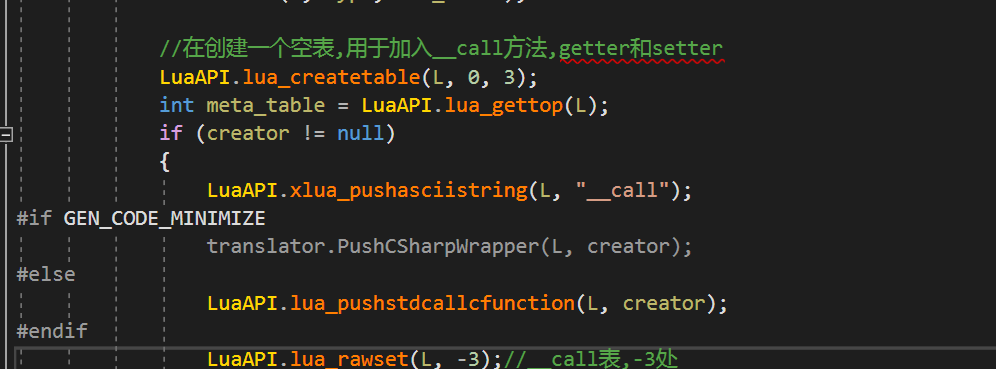 //在创建一个空表,用于加入__call方法,getter和setter
LuaAPI.lua_createtable(L, 0, 3);
int meta_table = LuaAPI.lua_gettop(L);
if (creator != null)
{
LuaAPI.xlua_pushasciistring(L, "__call");
#if GEN_CODE_MINIMIZE
translator.PushCSharpWrapper(L, creator);
#else
LuaAPI.lua_pushstdcallcfunction(L, creator);
#endif
LuaAPI.lua_rawset(L, -3);//__call表,-3处